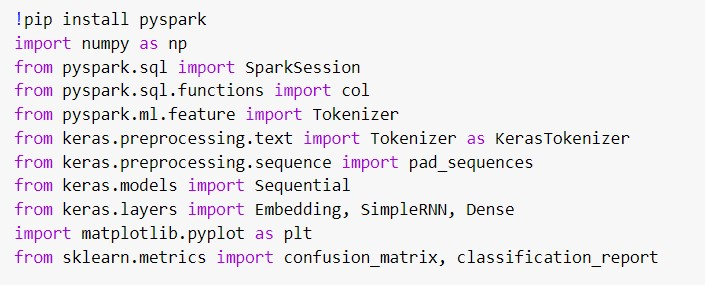 !pip install pyspark
import numpy as np
from pyspark.sql import SparkSession
from pyspark.sql.functions import col
from pyspark.ml.feature import Tokenizer
from keras.preprocessing.text import Tokenizer as KerasTokenizer
from keras.preprocessing.sequence import pad_sequences
from keras.models import Sequential
from keras.layers import Embedding, SimpleRNN, Dense
import matplotlib.pyplot as plt
from sklearn.metrics import confusion_matrix, classification_report